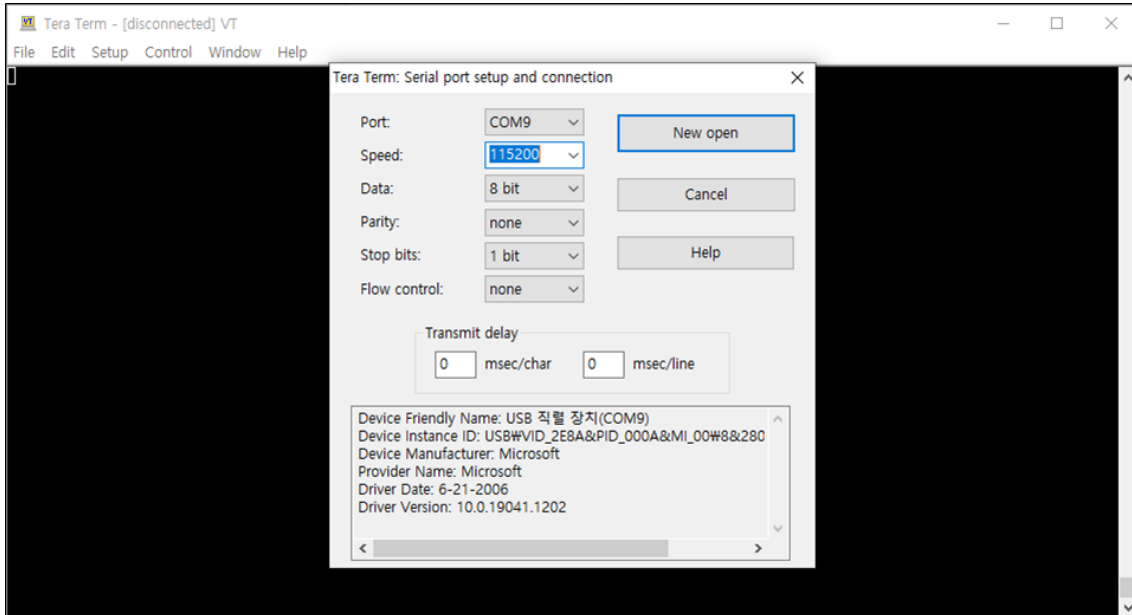 VT Tera Term - [disconnected] VT
File Edit Setup Control Window Help
Tera Term: Serial port setup and connection
Port: COM9 New open
Speed: 115200
Data: 8 bit Cancel
Parity: none
Stop bits: 1 bit Help
Flow control: none
Transmit delay
0 msec/char 0 msec/line
Device Friendly Name: USB 직렬 장치(COM9)
Device Instance ID: USB₩VID_2E8A&PID_000A&MI_00₩8&280
Device Manufacturer: Microsoft
Provider Name: Microsoft
Driver Date: 6-21-2006
Driver Version: 10.0.19041.1202